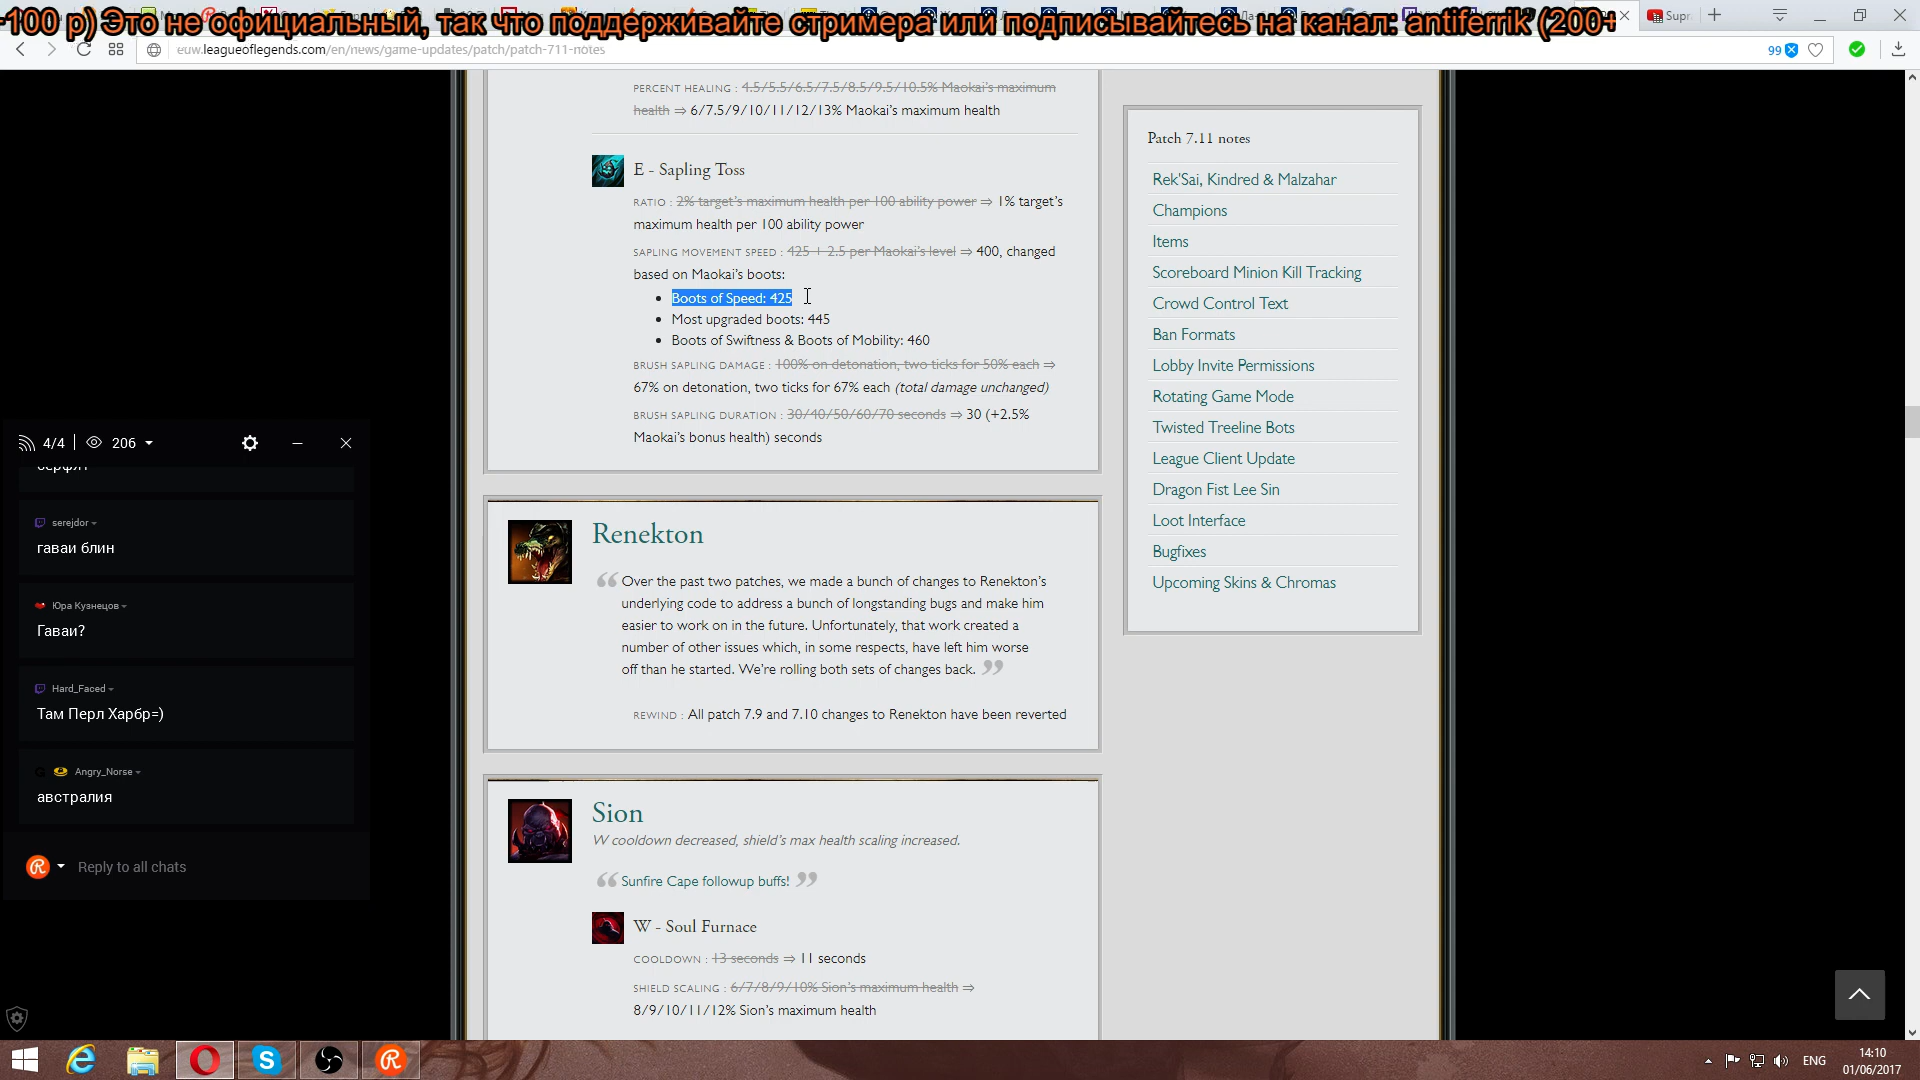 -100 р) Это не официальный, так что поддерживайте стримера или подписывайтесь на канал: antiferrik (200+
Supr
euw.leagueoflegends.com/en/news/game-updates/patch/patch-711-notes
99
PERCENT HEALING : 4.5/5.5/6.5/7.5/8.5/9.5/10.5% Maokai's maximum
health ⇒ 6/7.5/9/10/11/12/13% Maokai's maximum health
E - Sapling Toss
RATIO : 2% target's maximum health per 100 ability power ⇒ 1% target's
maximum health per 100 ability power
SAPLING MOVEMENT SPEED : 425 + 2.5 per Maokai's level ⇒ 400, changed
based on Maokai's boots:
• Boots of Speed: 425
• Most upgraded boots: 445
• Boots of Swiftness & Boots of Mobility: 460
BRUSH SAPLING DAMAGE : 100% on detonation, two ticks for 50% each ⇒
67% on detonation, two ticks for 67% each (total damage unchanged)
BRUSH SAPLING DURATION : 30/40/50/60/70 seconds ⇒ 30 (+2.5%
Maokai's bonus health) seconds
Renekton
Over the past two patches, we made a bunch of changes to Renekton's
underlying code to address a bunch of longstanding bugs and make him
easier to work on in the future. Unfortunately, that work created a
number of other issues which, in some respects, have left him worse
off than he started. We're rolling both sets of changes back.
REWIND : All patch 7.9 and 7.10 changes to Renekton have been reverted
Sion
W cooldown decreased, shield's max health scaling increased.
Sunfire Cape followup buffs!
W - Soul Furnace
COOLDOWN : 13 seconds ⇒ 11 seconds
SHIELD SCALING : 6/7/8/9/10% Sion's maximum health ⇒
8/9/10/11/12% Sion's maximum health
Patch 7.11 notes
Rek'Sai, Kindred & Malzahar
Champions
Items
Scoreboard Minion Kill Tracking
Crowd Control Text
Ban Formats
Lobby Invite Permissions
Rotating Game Mode
Twisted Treeline Bots
League Client Update
Dragon Fist Lee Sin
Loot Interface
Bugfixes
Upcoming Skins & Chromas
4/4
206
serejdor
гаваи блин
Юра Кузнецов
Гаваи?
Hard_Faced
Там Перл Харбр=)
Angry_Norse
австралия
Reply to all chats
ENG
14:10
01/06/2017